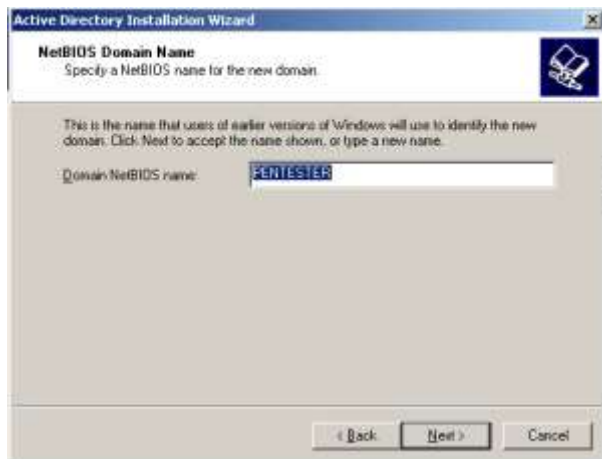 Active Directory Installation Wizard
NetBIOS Domain Name
Specify a NetBIOS name for the new domain.
This is the name that users of earlier versions of Windows will use to identify the new
domain. Click Next to accept the name shown, or type a new name.
Domain NetBIOS name:
PENTESTER
< Back
Next >
Cancel